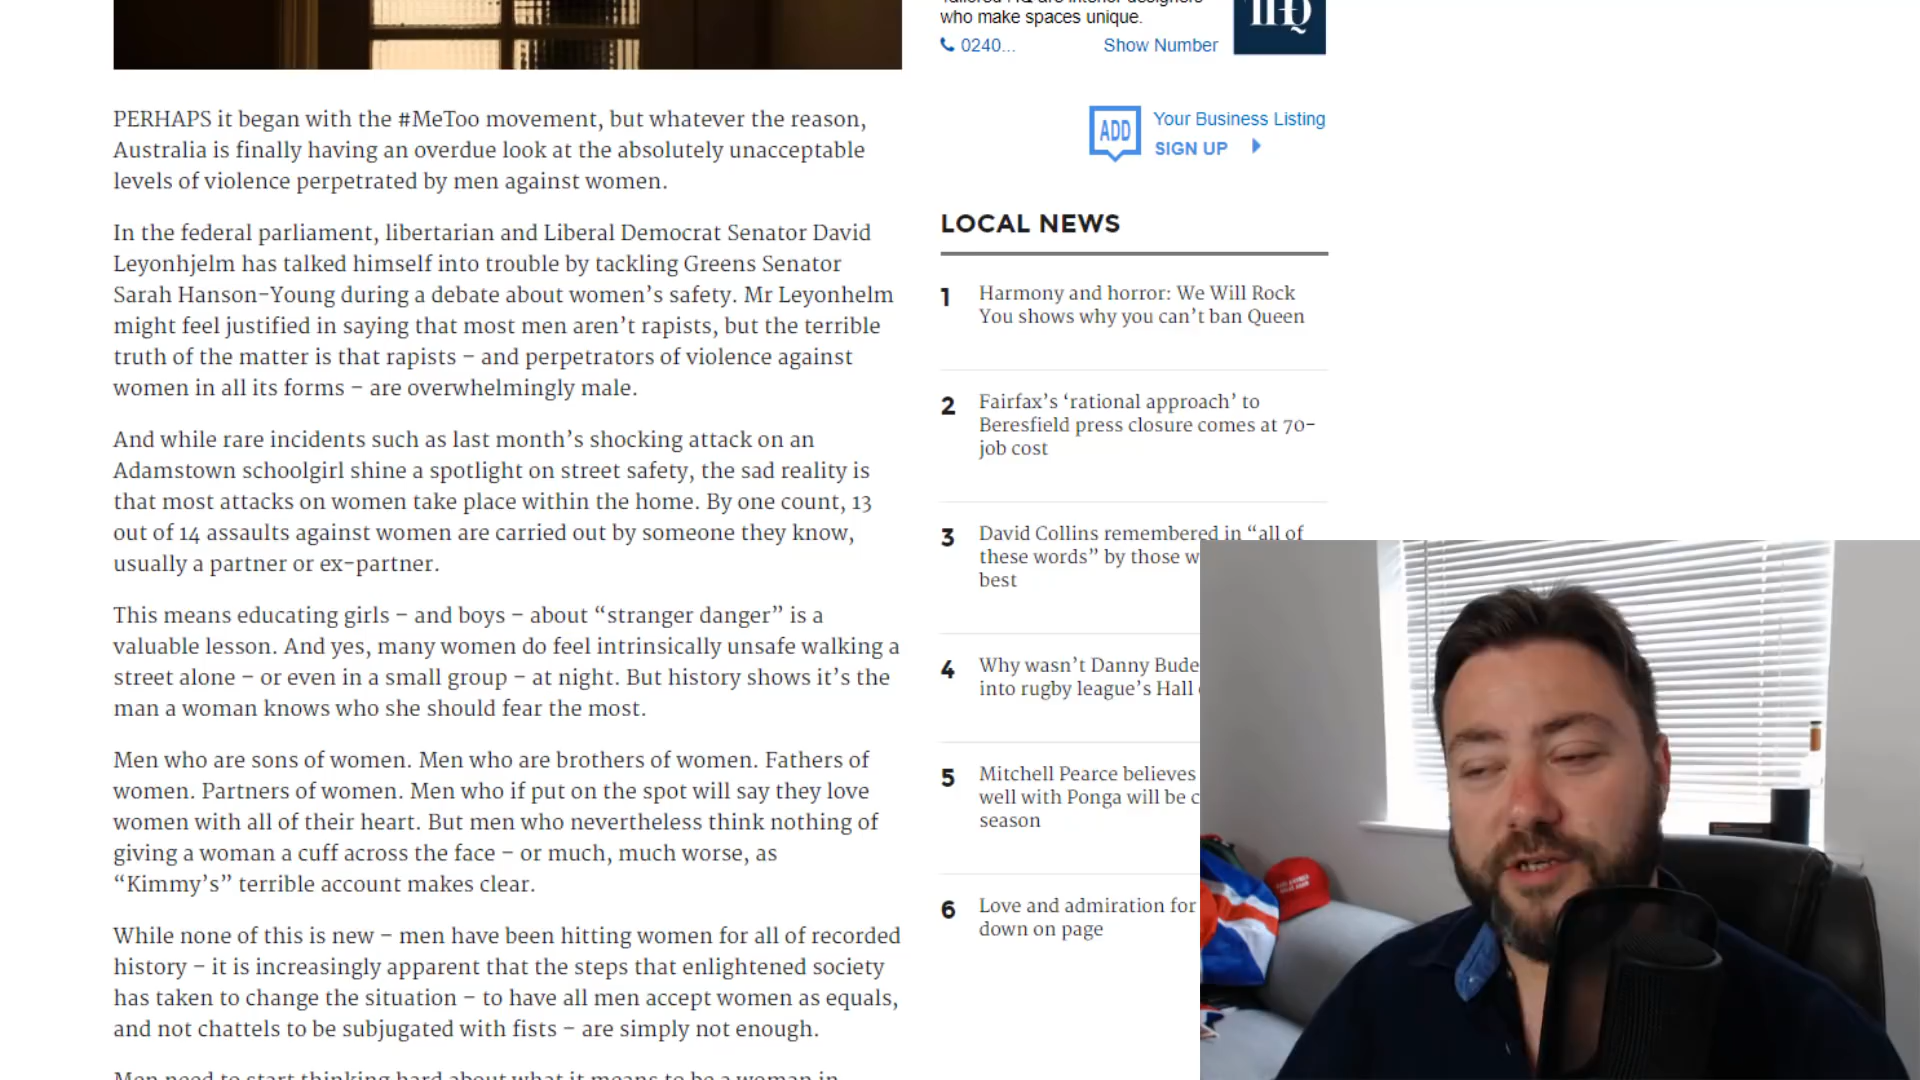 who make spaces unique.
0240...
Show Number
PERHAPS it began with the #MeToo movement, but whatever the reason,
Australia is finally having an overdue look at the absolutely unacceptable
levels of violence perpetrated by men against women.
In the federal parliament, libertarian and Liberal Democrat Senator David
Leyonhjelm has talked himself into trouble by tackling Greens Senator
Sarah Hanson-Young during a debate about women’s safety. Mr Leyonhelm
might feel justified in saying that most men aren’t rapists, but the terrible
truth of the matter is that rapists – and perpetrators of violence against
women in all its forms – are overwhelmingly male.
And while rare incidents such as last month’s shocking attack on an
Adamstown schoolgirl shine a spotlight on street safety, the sad reality is
that most attacks on women take place within the home. By one count, 13
out of 14 assaults against women are carried out by someone they know,
usually a partner or ex-partner.
This means educating girls – and boys – about “stranger danger” is a
valuable lesson. And yes, many women do feel intrinsically unsafe walking a
street alone – or even in a small group – at night. But history shows it’s the
man a woman knows who she should fear the most.
Men who are sons of women. Men who are brothers of women. Fathers of
women. Partners of women. Men who if put on the spot will say they love
women with all of their heart. But men who nevertheless think nothing of
giving a woman a cuff across the face – or much, much worse, as
“Kimmy’s” terrible account makes clear.
While none of this is new – men have been hitting women for all of recorded
history – it is increasingly apparent that the steps that enlightened society
has taken to change the situation – to have all men accept women as equals,
and not chattels to be subjugated with fists – are simply not enough.
Men need to start thinking hard about what it means to be a woman in
ADD
Your Business Listing
SIGN UP
LOCAL NEWS
1
Harmony and horror: We Will Rock
You shows why you can’t ban Queen
2
Fairfax’s ‘rational approach’ to
Beresfield press closure comes at 70-
job cost
3
David Collins remembered in “all of
these words” by those w
best
4
Why wasn’t Danny Bude
into rugby league’s Hall
5
Mitchell Pearce believes
well with Ponga will be c
season
6
Love and admiration for
down on page